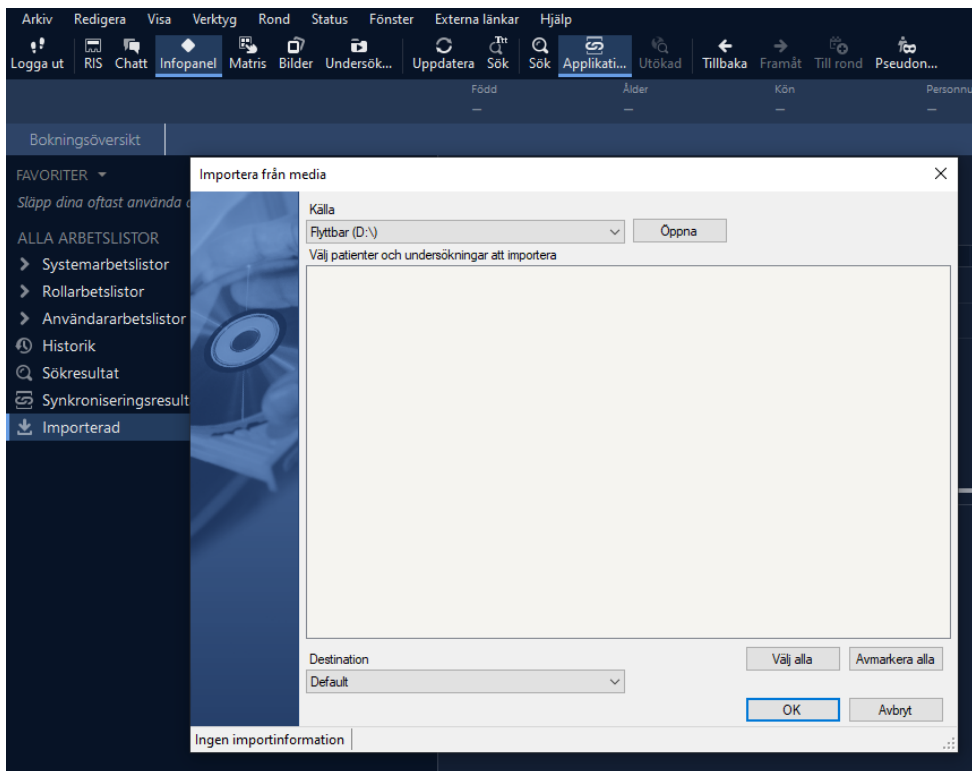 Arkiv Redigera Visa Verktyg Rond Status Fönster Externa länkar Hjälp
Logga ut RIS Chatt Infopanel Matris Bilder Undersök... Uppdatera Sök Sök Applikati... Utökad Tillbaka Framåt Till rond Pseudon...
Född Ålder Kön Personnu
– – – –
Bokningsöversikt
FAVORITER
Släpp dina oftast använda
ALLA ARBETSLISTOR
Systemarbetslistor
Rollarbetslistor
Användararbetslistor
Historik
Sökresultat
Synkroniseringsresult
Importerad
Importera från media
Källa
Flyttbar (D:\) Öppna
Välj patienter och undersökningar att importera
Destination
Default
Välj alla Avmarkera alla
OK Avbryt
Ingen importinformation